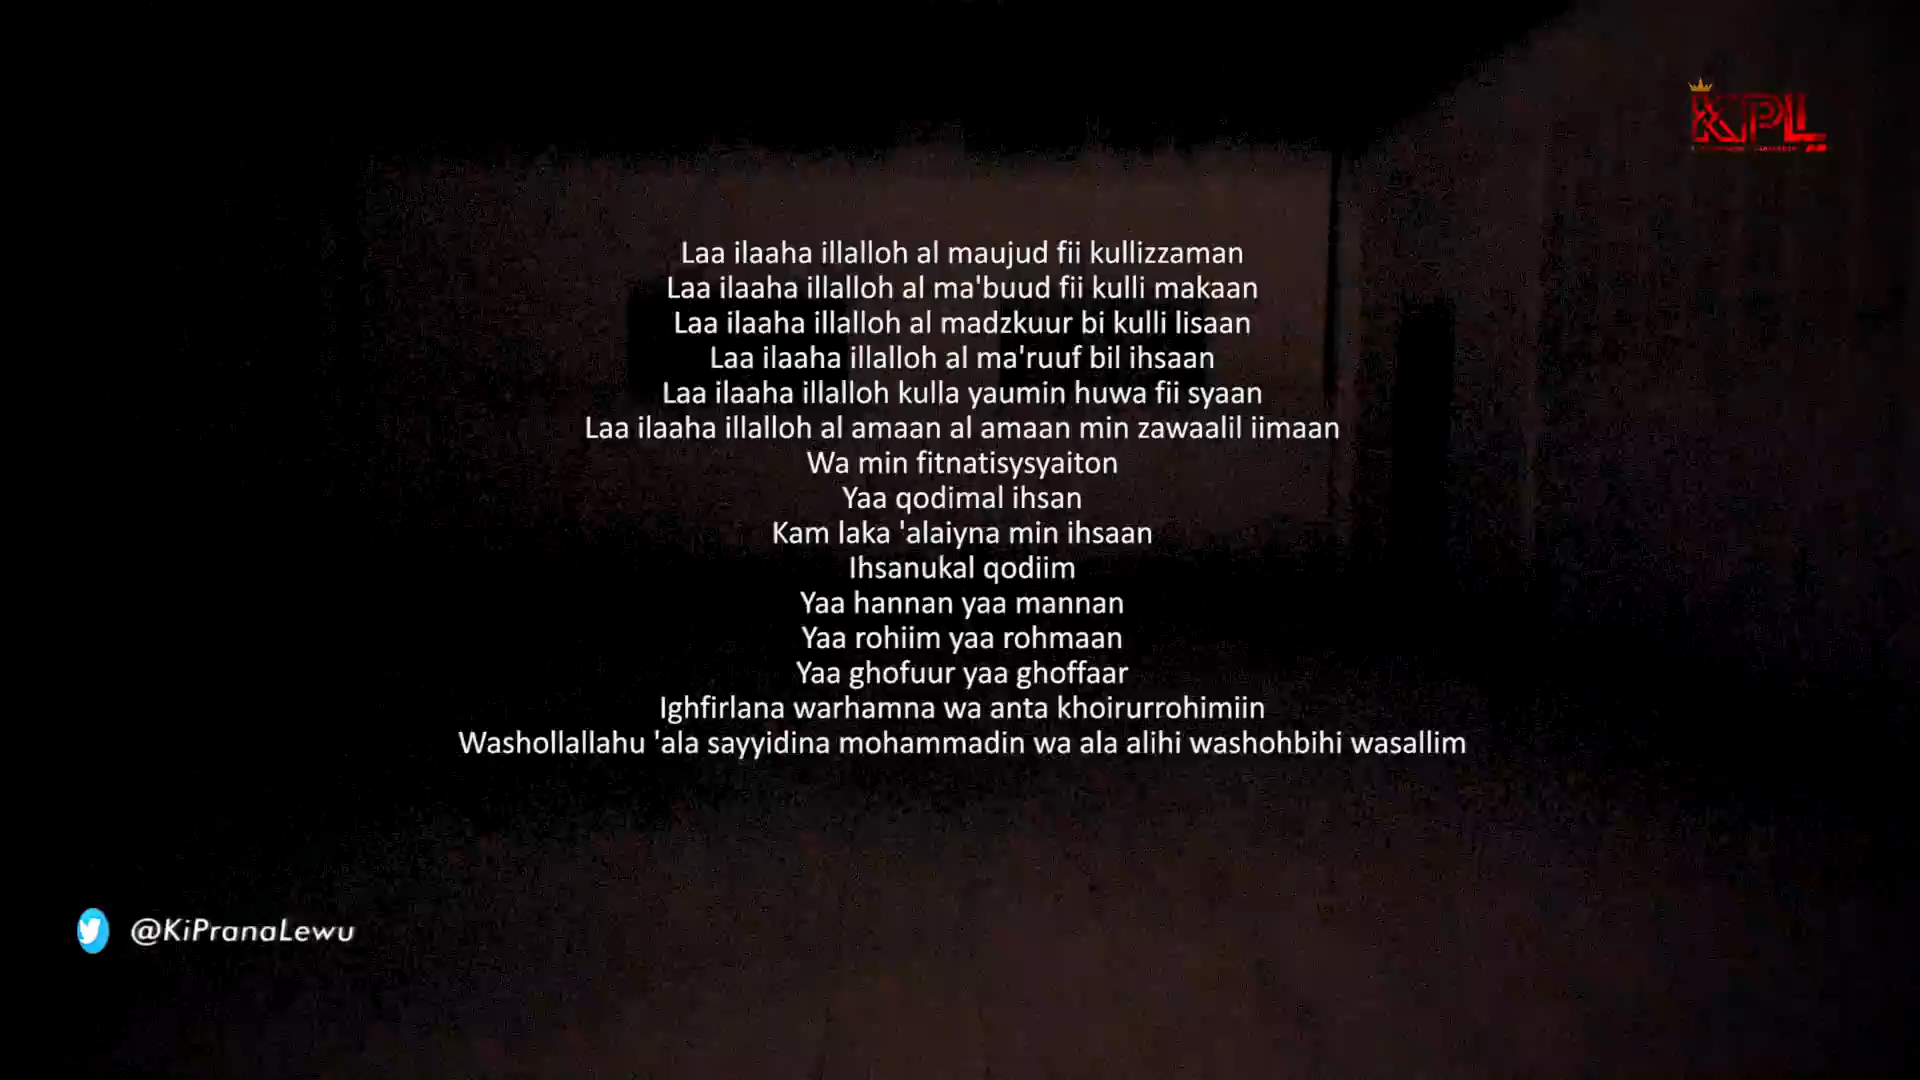 KPL
Laa ilaaha illalloh al maujud fii kullizzaman
Laa ilaaha illalloh al ma'buud fii kulli makaan
Laa ilaaha illalloh al madzkuur bi kulli lisaan
Laa ilaaha illalloh al ma'ruuf bil ihsaan
Laa ilaaha illalloh kulla yaumin huwa fii syaan
Laa ilaaha illalloh al amaan al amaan min zawaalil iimaan
Wa min fitnatisysyaiton
Yaa qodimal ihsan
Kam laka 'alaiyna min ihsaan
Ihsanukal qodiim
Yaa hannan yaa mannan
Yaa rohiim yaa rohmaan
Yaa ghofuur yaa ghoffaar
Ighfirlana warhamna wa anta khoirurrohimiin
Washollallahu 'ala sayyidina mohammadin wa ala alihi washohbihi wasallim
@KiPranaLewu